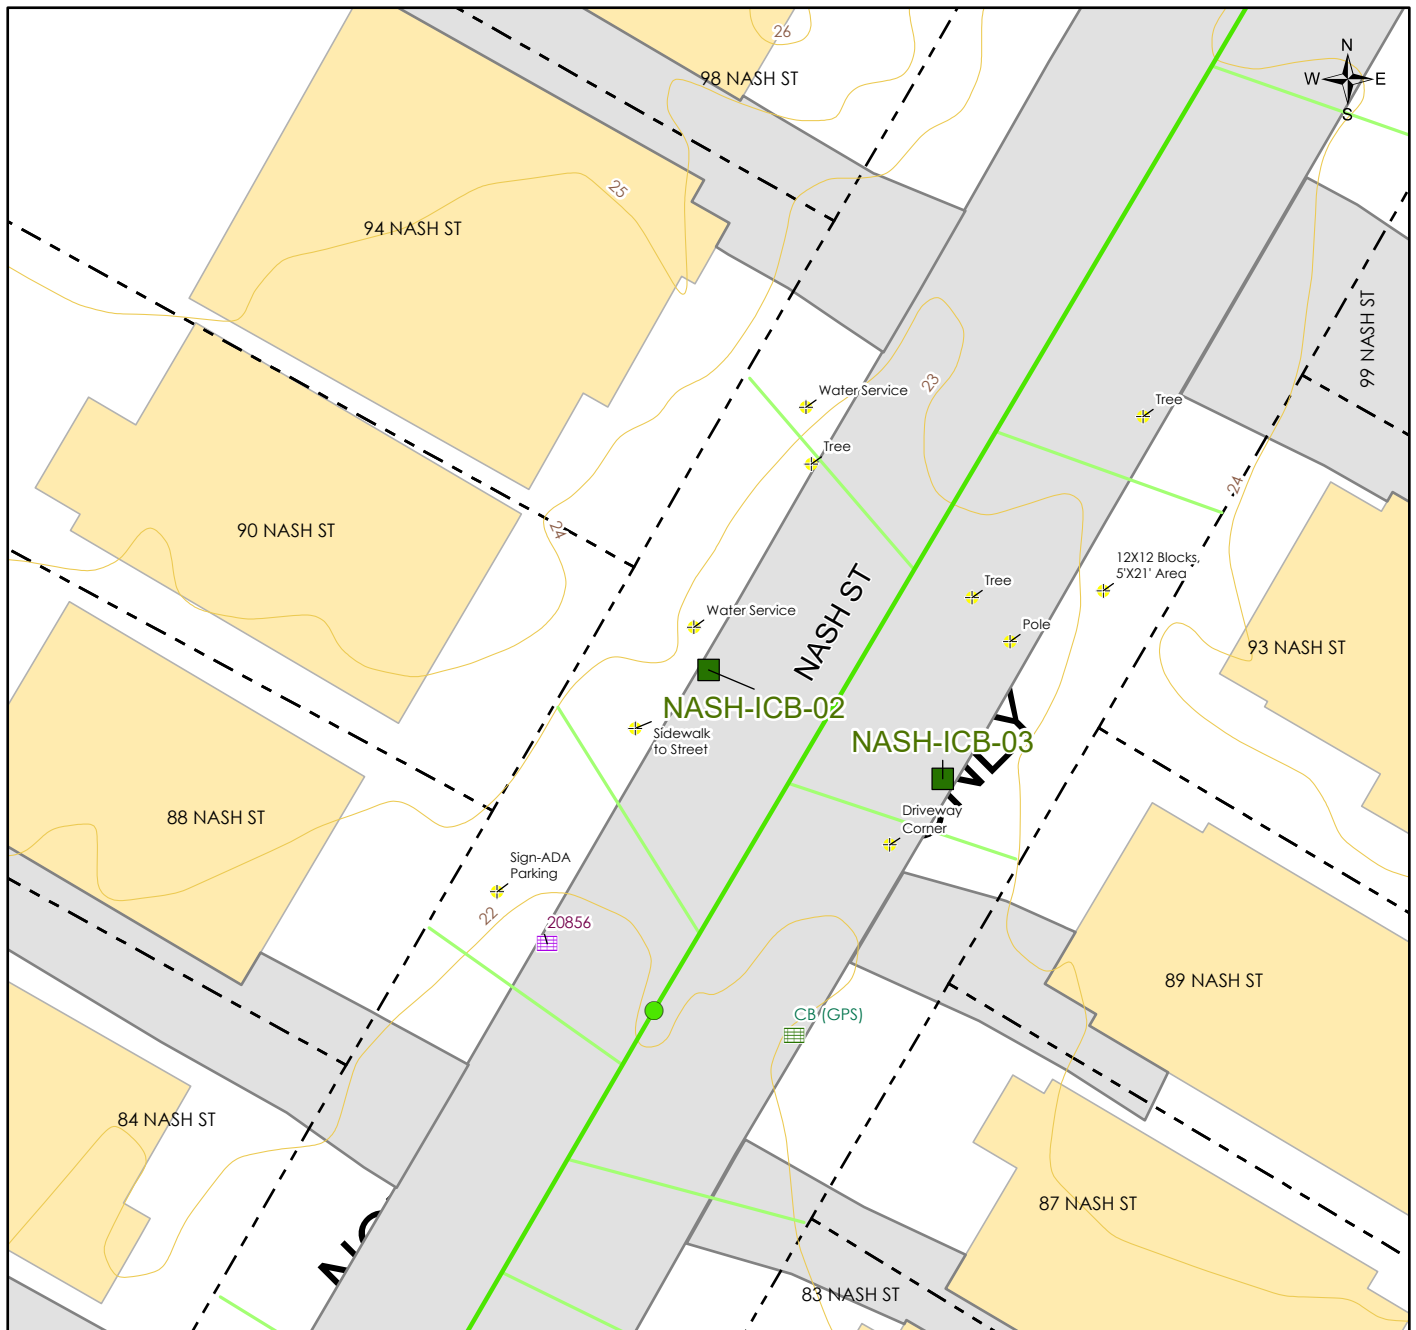 26
98 NASH ST
N
W
E
S
25
94 NASH ST
99 NASH ST
23
Water Service
Tree
Tree
24
24
90 NASH ST
12X12 Blocks,
5'X21' Area
Tree
Water Service
Pole
NASH ST
93 NASH ST
NASH-ICB-02
Sidewalk
to Street
NASH-ICB-03
88 NASH ST
Driveway
Corner
Sign-ADA
Parking
22
20856
89 NASH ST
CB (GPS)
84 NASH ST
87 NASH ST
83 NASH ST